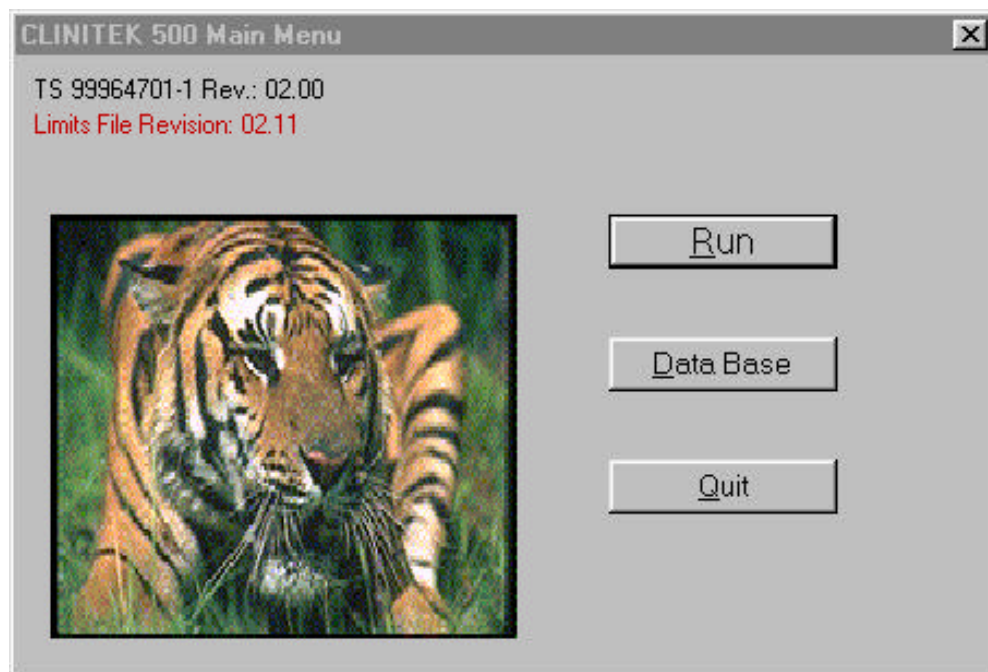 CLINITEK 500 Main Menu
TS 99964701-1 Rev.: 02.00
Limits File Revision: 02.11
Run
Data Base
Quit